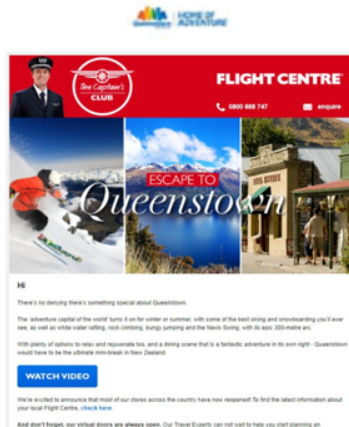 Queenstown
HOME OF
ADVENTURE
The Captain's
CLUB
FLIGHT CENTRE
0800 888 747
enquire
ESCAPE TO
Queenstown
Hi
There's no denying there's something special about Queenstown.
The 'adventure capital of the world' turns it on for winter or summer, with some of the best skiing and snowboarding you'll ever
see, as well as white water rafting, rock climbing, bungy jumping and the Nevis Swing, with its epic 300-metre arc.
With plenty of options to relax and rejuvenate too, and a dining scene that is a fantastic adventure in its own right - Queenstown
would have to be the ultimate mini-break in New Zealand.
WATCH VIDEO
We're excited to announce that most of our stores across the country have now reopened! To find the latest information about
your local Flight Centre, check here.
And don't forget, our virtual doors are always open. Our Travel Experts can not wait to help you start planning an